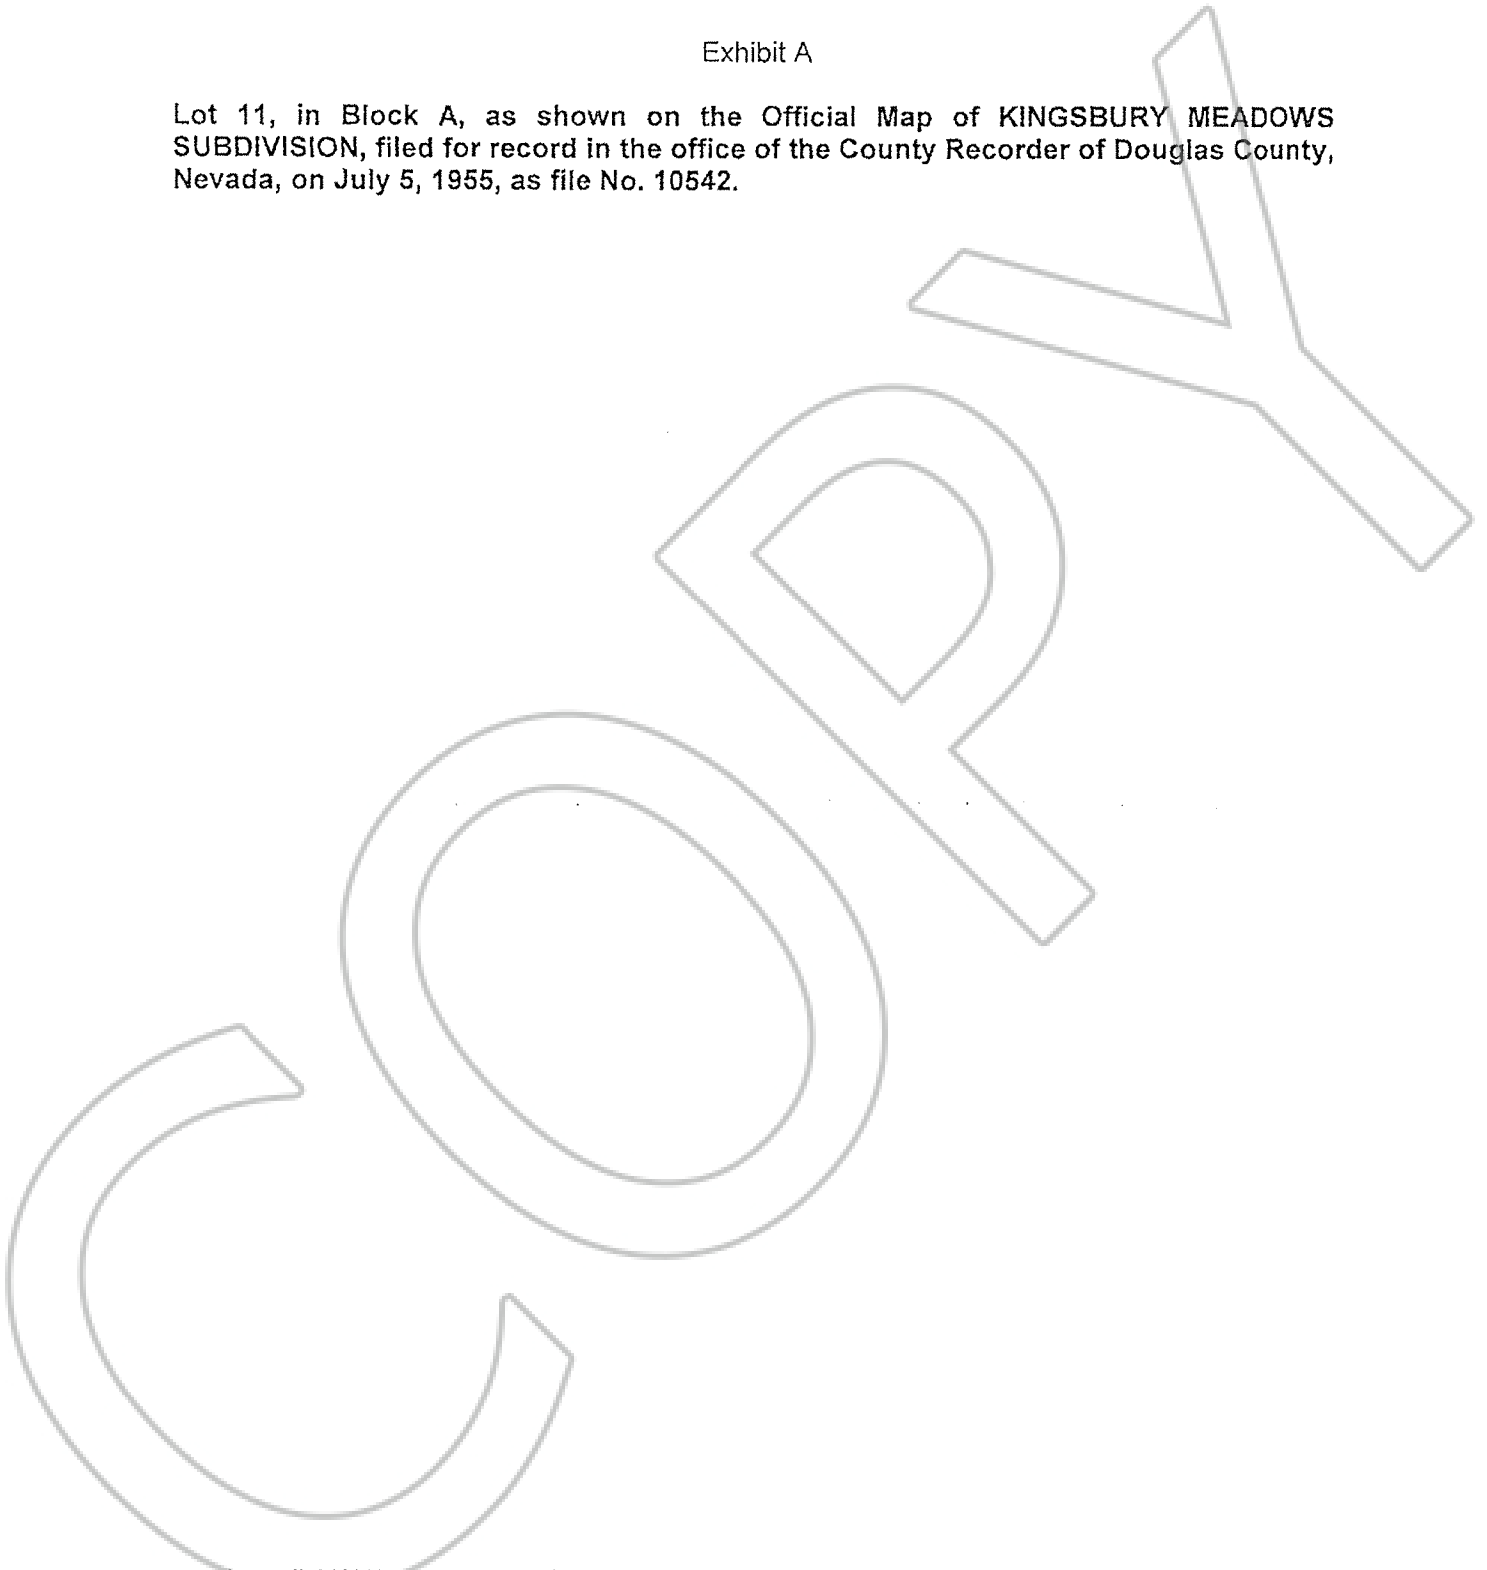 Exhibit A
Lot 11, in Block A, as shown on the Official Map of KINGSBURY MEADOWS
SUBDIVISION, filed for record in the office of the County Recorder of Douglas County,
Nevada, on July 5, 1955, as file No. 10542.
COPY